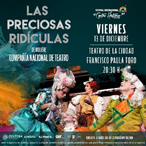 LAS
PRECIOSAS
RIDÍCULAS
DE MOLIERE
COMPAÑÍA NACIONAL DE TEATRO
VIERNES
13 DE DICIEMBRE
TEATRO DE LA CIUDAD
FRANCISCO PAULA TORO
20:30 H